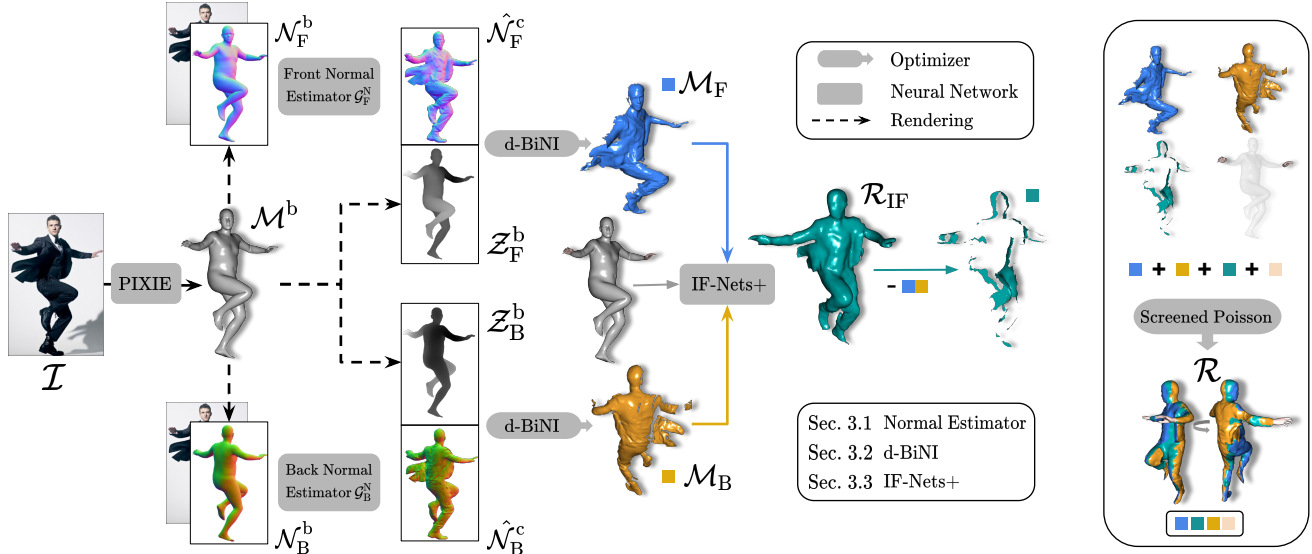 𝓘
PIXIE
𝓜ᵇ
𝓝_F^b
Front Normal
Estimator 𝓖_F^N
𝓝̂_F^c
𝓩_F^b
𝓩_B^b
Back Normal
Estimator 𝓖_B^N
𝓝_B^b
𝓝̂_B^c
d-BiNI
d-BiNI
𝓜_F
𝓜_B
IF-Nets+
𝓡_IF
-
Optimizer
Neural Network
Rendering
Sec. 3.1 Normal Estimator
Sec. 3.2 d-BiNI
Sec. 3.3 IF-Nets+
+ + +
Screened Poisson
𝓡